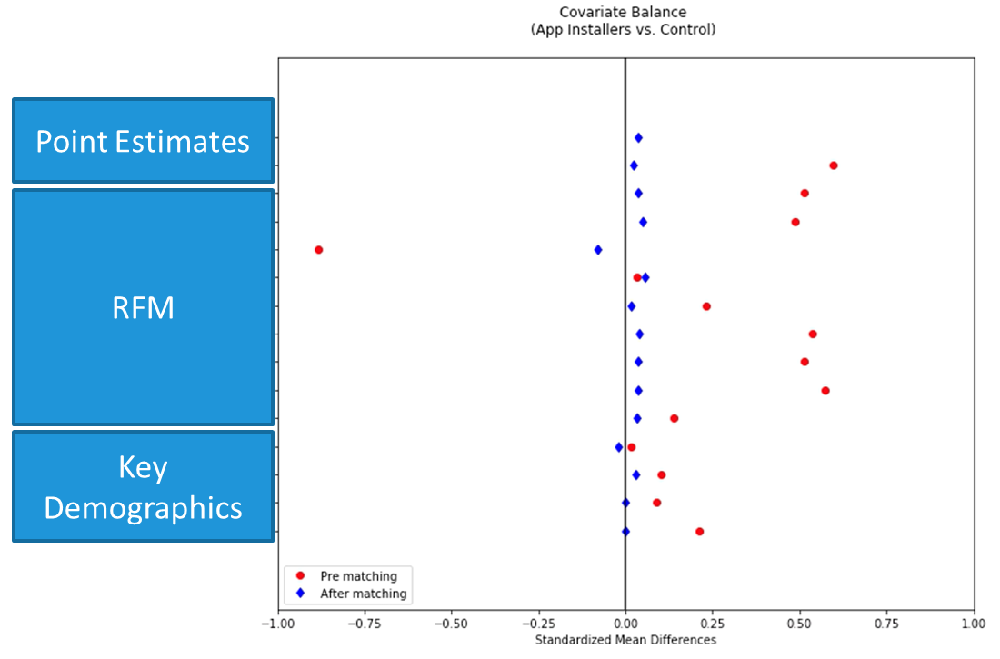 Covariate Balance
(App Installers vs. Control)
Point Estimates
RFM
Key
Demographics
Pre matching
After matching
−1.00 −0.75 −0.50 −0.25 0.00 0.25 0.50 0.75 1.00
Standardized Mean Differences